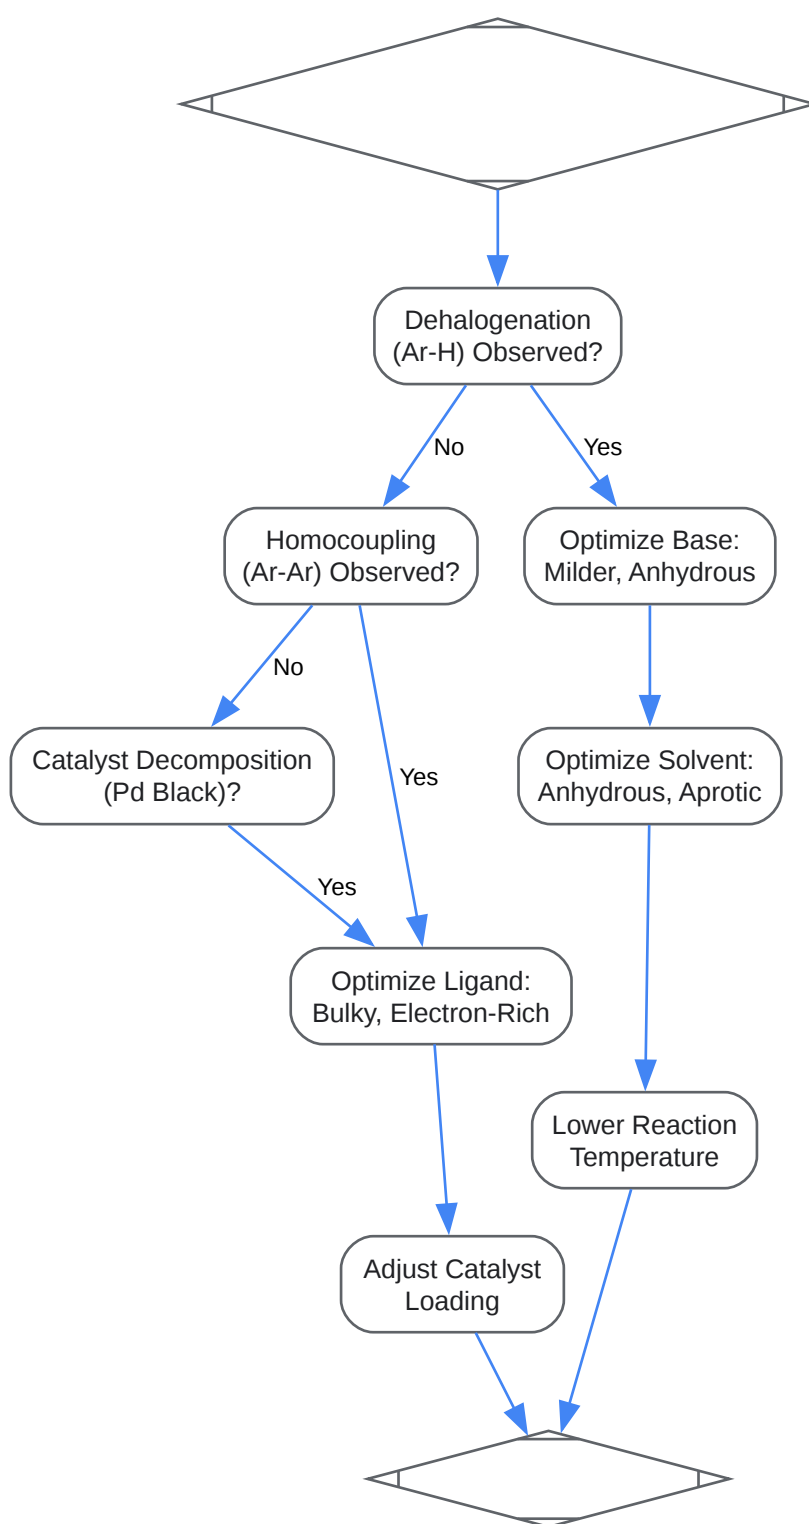 Dehalogenation
(Ar-H) Observed?
No
Yes
Homocoupling
(Ar-Ar) Observed?
Optimize Base:
Milder, Anhydrous
No
Catalyst Decomposition
(Pd Black)?
Yes
Optimize Solvent:
Anhydrous, Aprotic
Yes
Optimize Ligand:
Bulky, Electron-Rich
Lower Reaction
Temperature
Adjust Catalyst
Loading